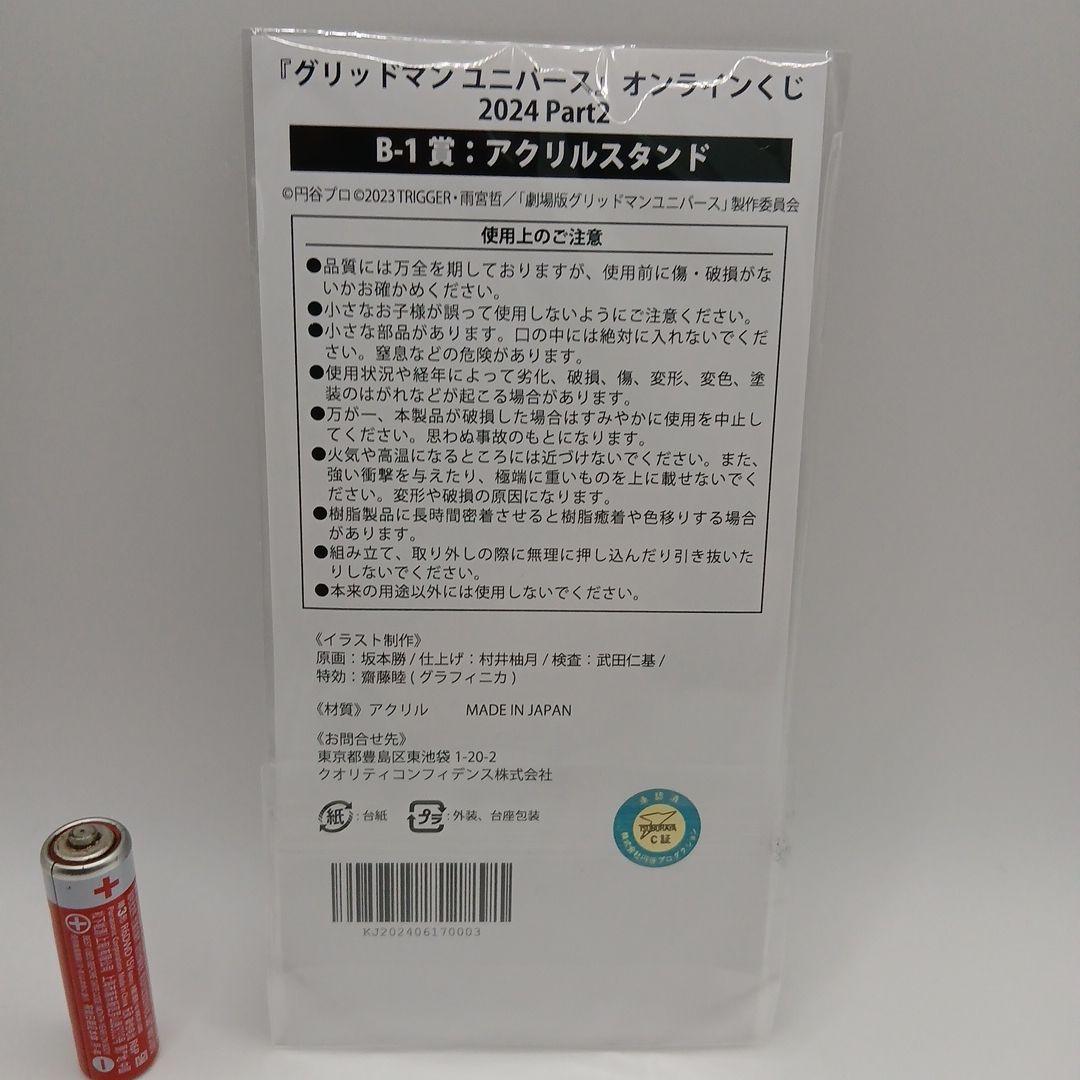 『グリッドマン ユニバース』 オンラインくじ
2024 Part2
B-1 賞：アクリルスタンド
©円谷プロ ©2023 TRIGGER・雨宮哲／「劇場版グリッドマンユニバース」製作委員会
使用上のご注意
●品質には万全を期しておりますが、使用前に傷・破損がな
いかお確かめください。
●小さなお子様が誤って使用しないようにご注意ください。
●小さな部品があります。口の中には絶対に入れないでくだ
さい。窒息などの危険があります。
●使用状況や経年によって劣化、破損、傷、変形、変色、塗
装のはがれなどが起こる場合があります。
●万が一、本製品が破損した場合はすみやかに使用を中止し
てください。思わぬ事故のもとになります。
●火気や高温になるところには近づけないでください。また、
強い衝撃を与えたり、極端に重いものを上に載せないでく
ださい。変形や破損の原因になります。
●樹脂製品に長時間密着させると樹脂癒着や色移りする場合
があります。
●組み立て、取り外しの際に無理に押し込んだり引き抜いた
りしないでください。
●本来の用途以外には使用しないでください。
《イラスト制作》
原画：坂本勝 / 仕上げ：村井柚月 / 検査：武田仁基 /
特効：齋藤睦 ( グラフィニカ )
《材質》アクリル MADE IN JAPAN
《お問合せ先》
東京都豊島区東池袋 1-20-2
クオリティコンフィデンス株式会社
紙 : 台紙 プラ : 外装、台座包装
承認済
TSUBURAYA
C 証
株式会社円谷プロダクション
KJ202406170003